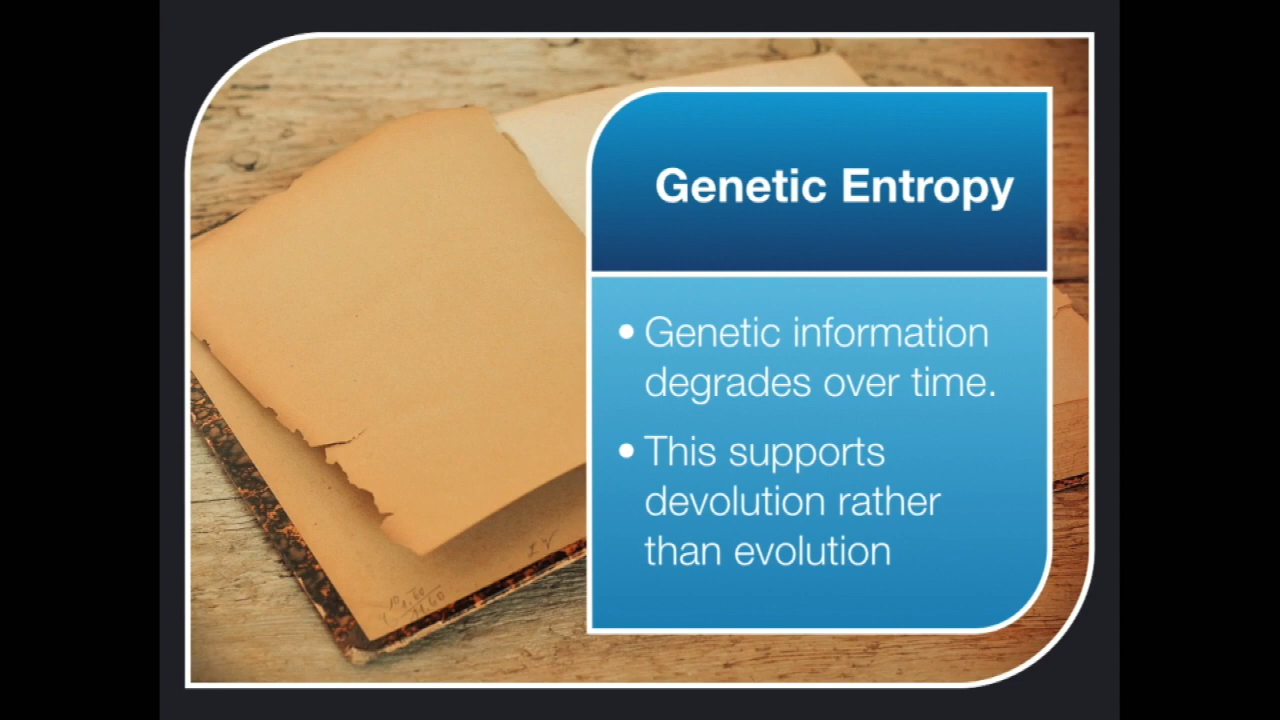 Genetic Entropy
• Genetic information
degrades over time.
• This supports
devolution rather
than evolution